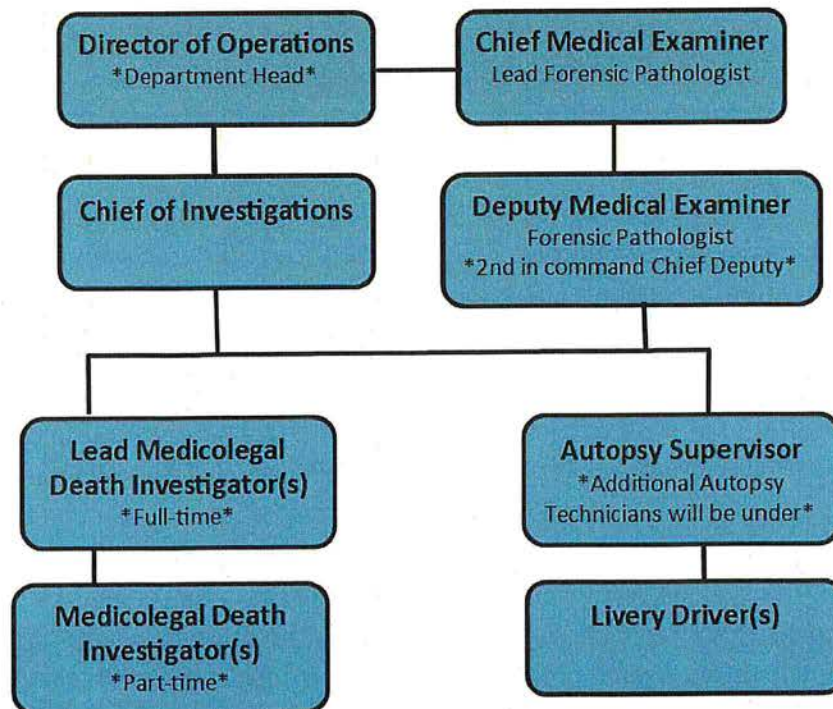 Director of Operations
*Department Head*
Chief Medical Examiner
Lead Forensic Pathologist
Chief of Investigations
Deputy Medical Examiner
Forensic Pathologist
*2nd in command Chief Deputy*
Lead Medicolegal
Death Investigator(s)
*Full-time*
Autopsy Supervisor
*Additional Autopsy
Technicians will be under*
Medicolegal Death
Investigator(s)
*Part-time*
Livery Driver(s)